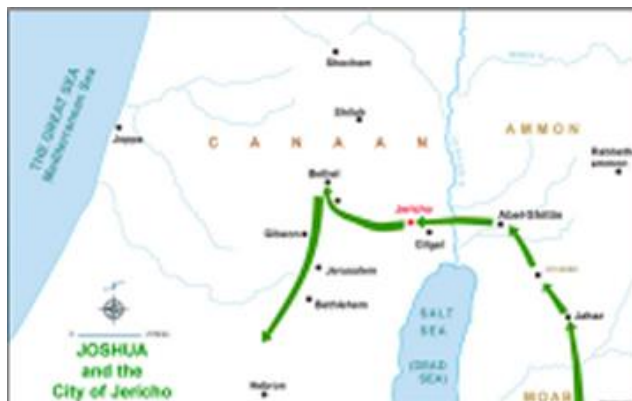 Shechem
THE GREAT SEA
Mediterranean Sea
Shiloh
Joppa
CANAAN
AMMON
Bethel
Jericho
Abel-Shittim
Gibeon
Gilgal
Jerusalem
Bethlehem
Jahaz
SALT
SEA
(DEAD
SEA)
JOSHUA
and the
City of Jericho
Hebron
MOAB